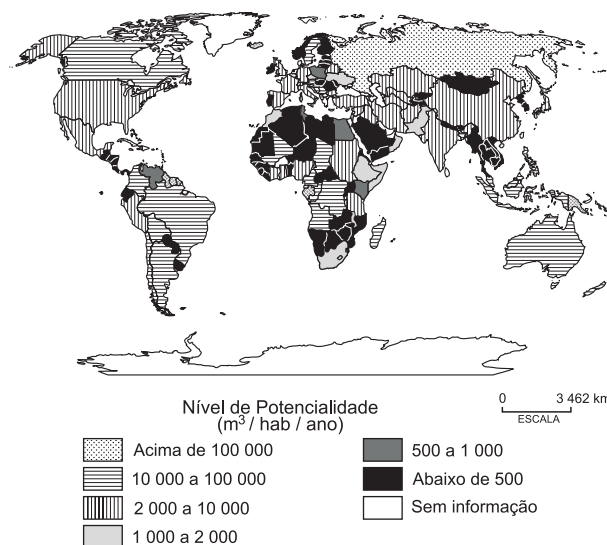 0 3 462 km
ESCALA
Nível de Potencialidade
(m³ / hab / ano)
Acima de 100 000
10 000 a 100 000
2 000 a 10 000
1 000 a 2 000
500 a 1 000
Abaixo de 500
Sem informação